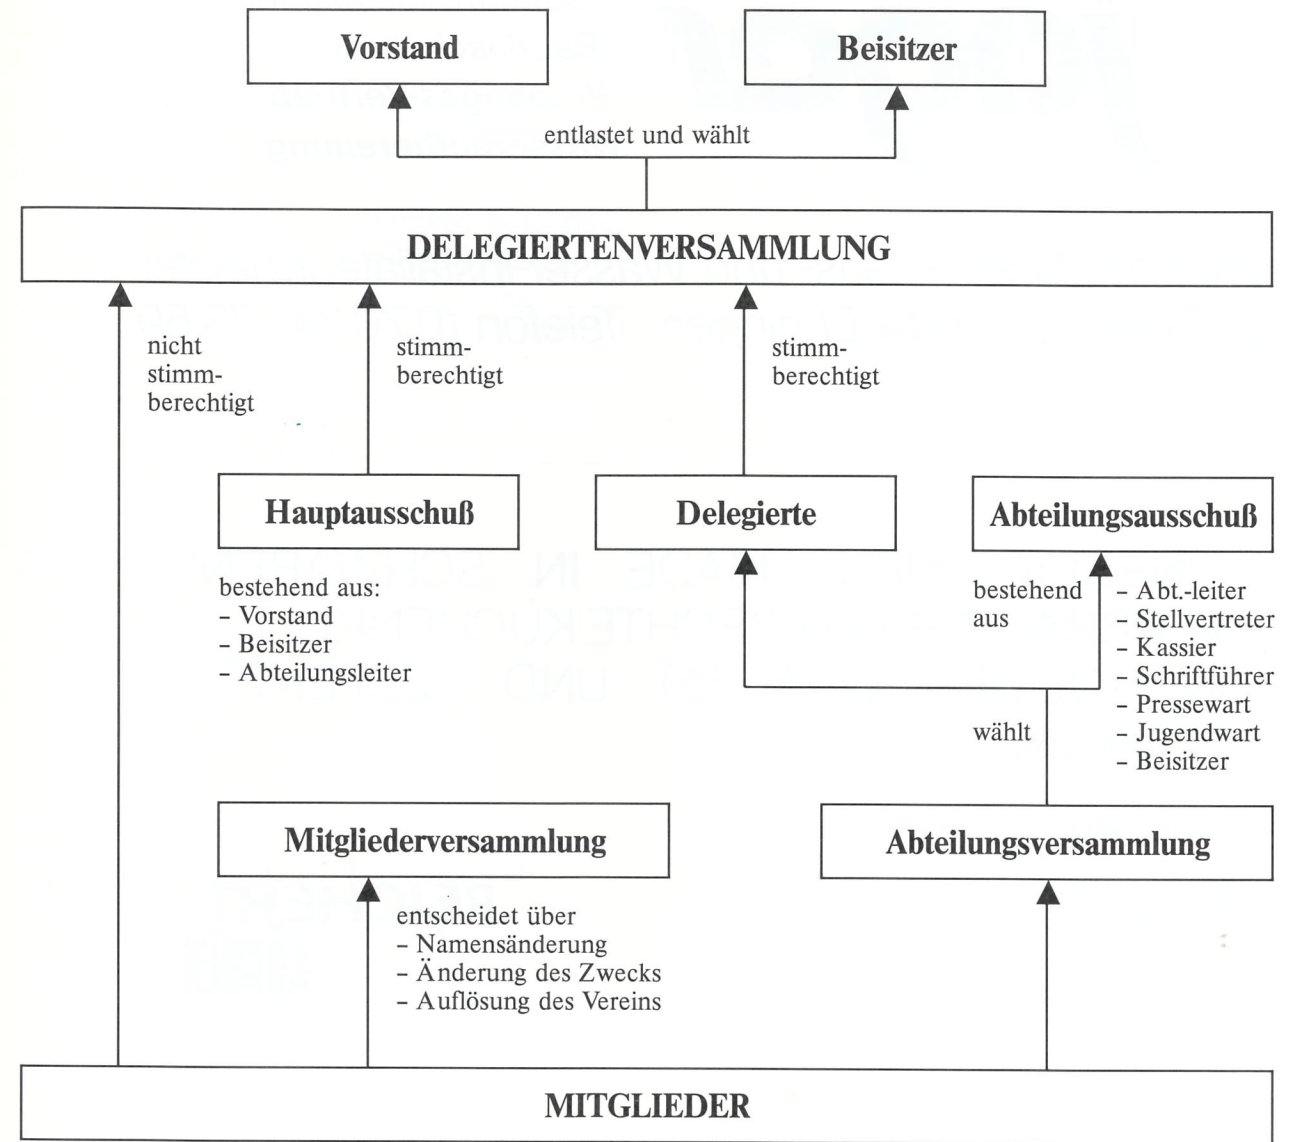 Vorstand
Beisitzer
entlastet und wählt
DELEGIERTENVERSAMMLUNG
nicht
stimm-
berechtigt
stimm-
berechtigt
stimm-
berechtigt
Hauptausschuß
Delegierte
Abteilungsausschuß
bestehend aus:
– Vorstand
– Beisitzer
– Abteilungsleiter
bestehend
aus
– Abt.-leiter
– Stellvertreter
– Kassier
– Schriftführer
– Pressewart
– Jugendwart
– Beisitzer
wählt
Mitgliederversammlung
Abteilungsversammlung
entscheidet über
– Namensänderung
– Änderung des Zwecks
– Auflösung des Vereins
MITGLIEDER